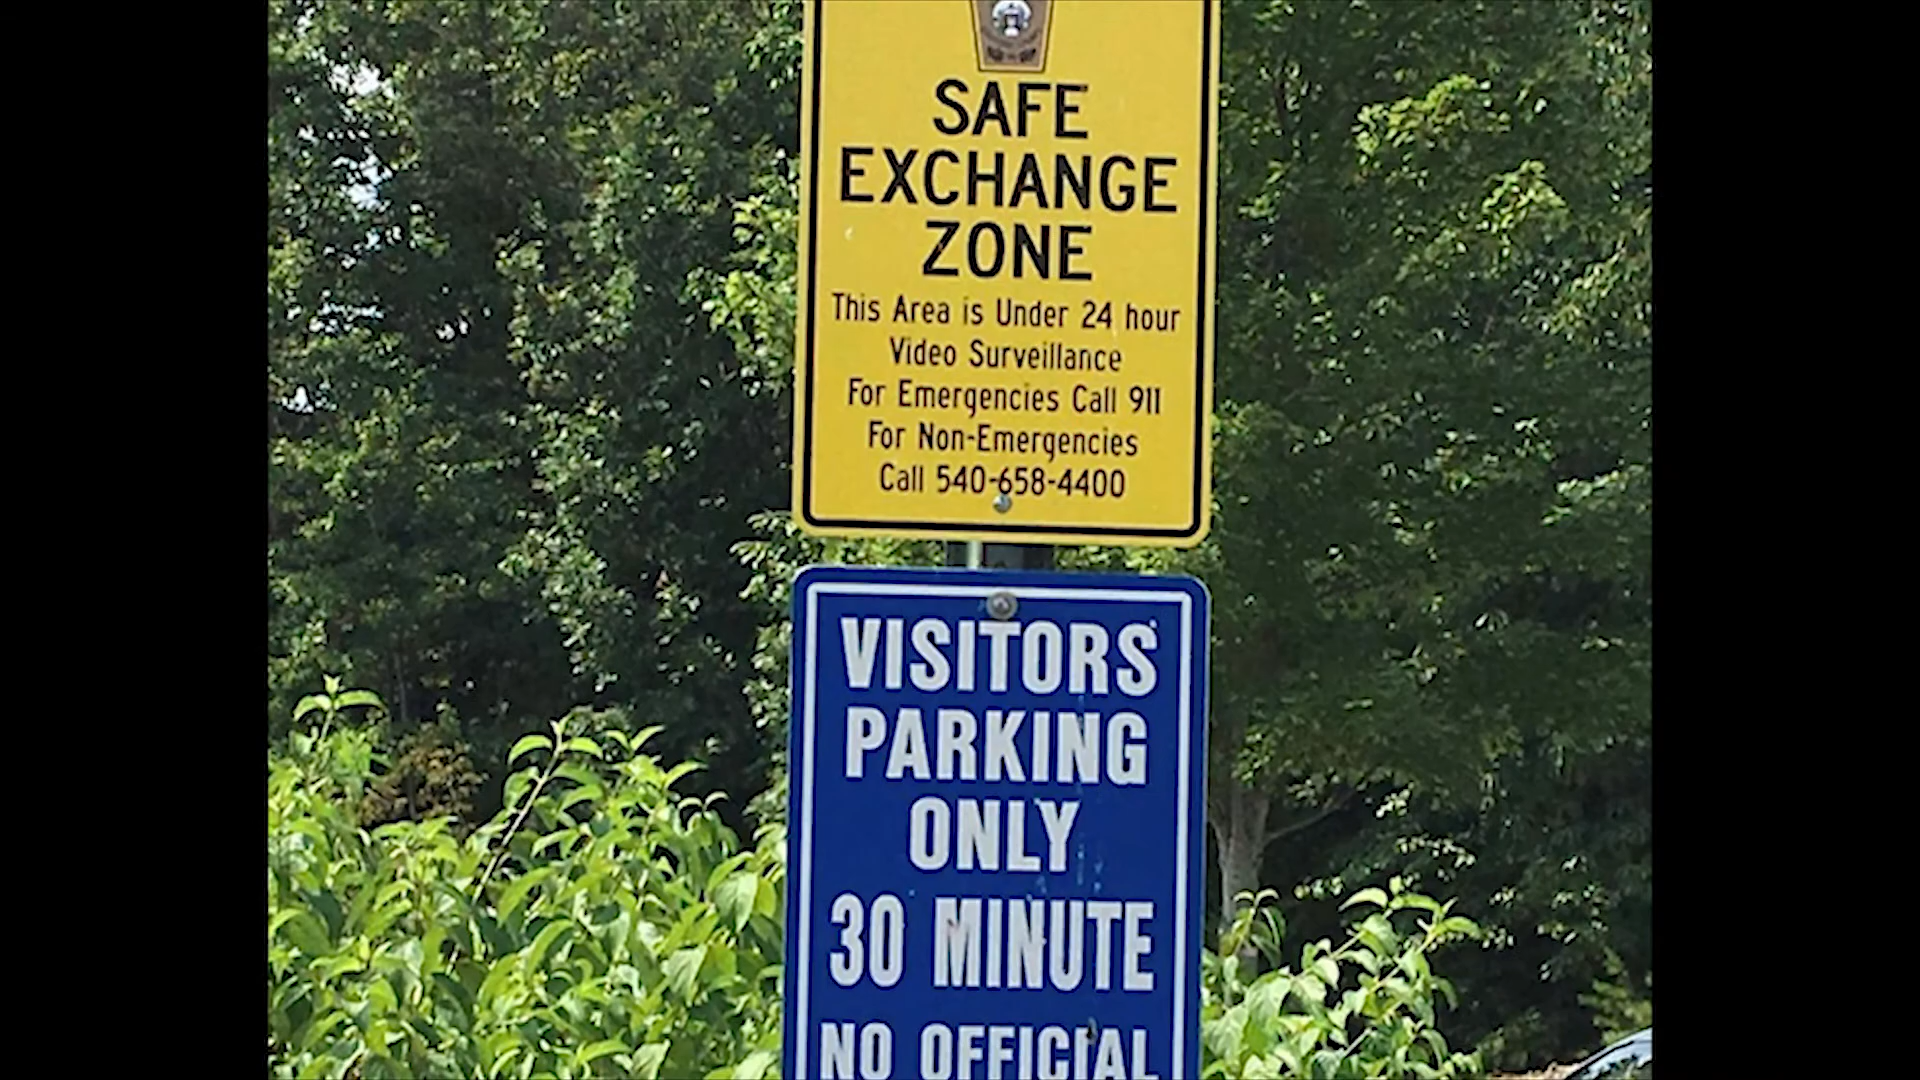 SAFE
EXCHANGE
ZONE
This Area is Under 24 hour
Video Surveillance
For Emergencies Call 911
For Non-Emergencies
Call 540-658-4400
VISITORS
PARKING
ONLY
30 MINUTE
NO OFFICIAL